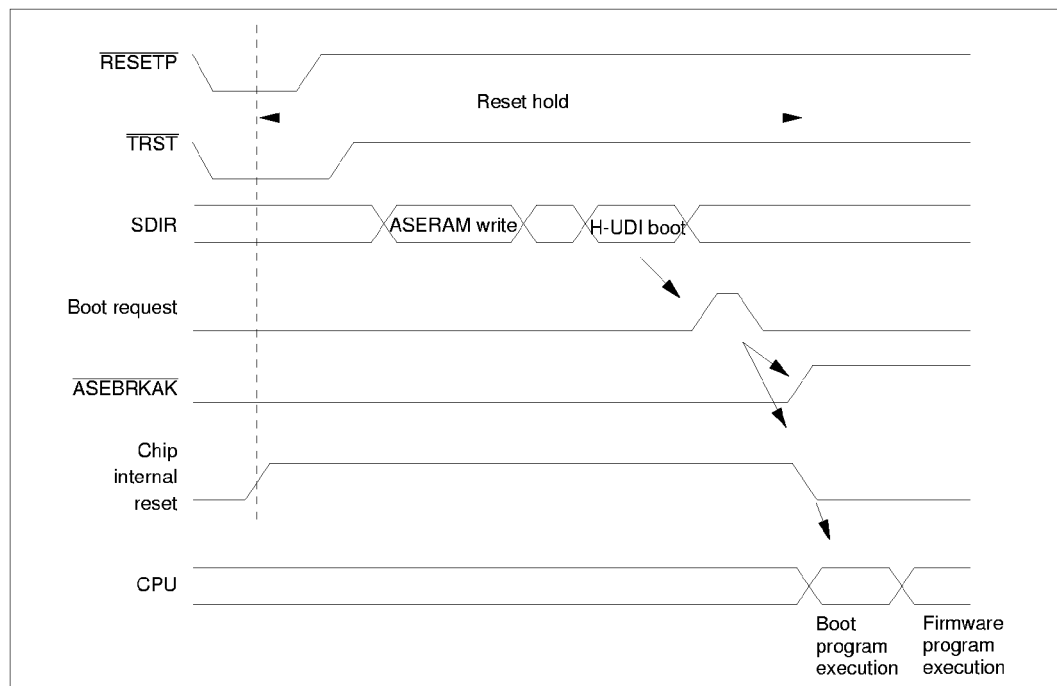 RESETP
Reset hold
TRST
SDIR
ASERAM write
H-UDI boot
Boot request
ASEBRKAK
Chip
internal
reset
CPU
Boot
program
execution
Firmware
program
execution